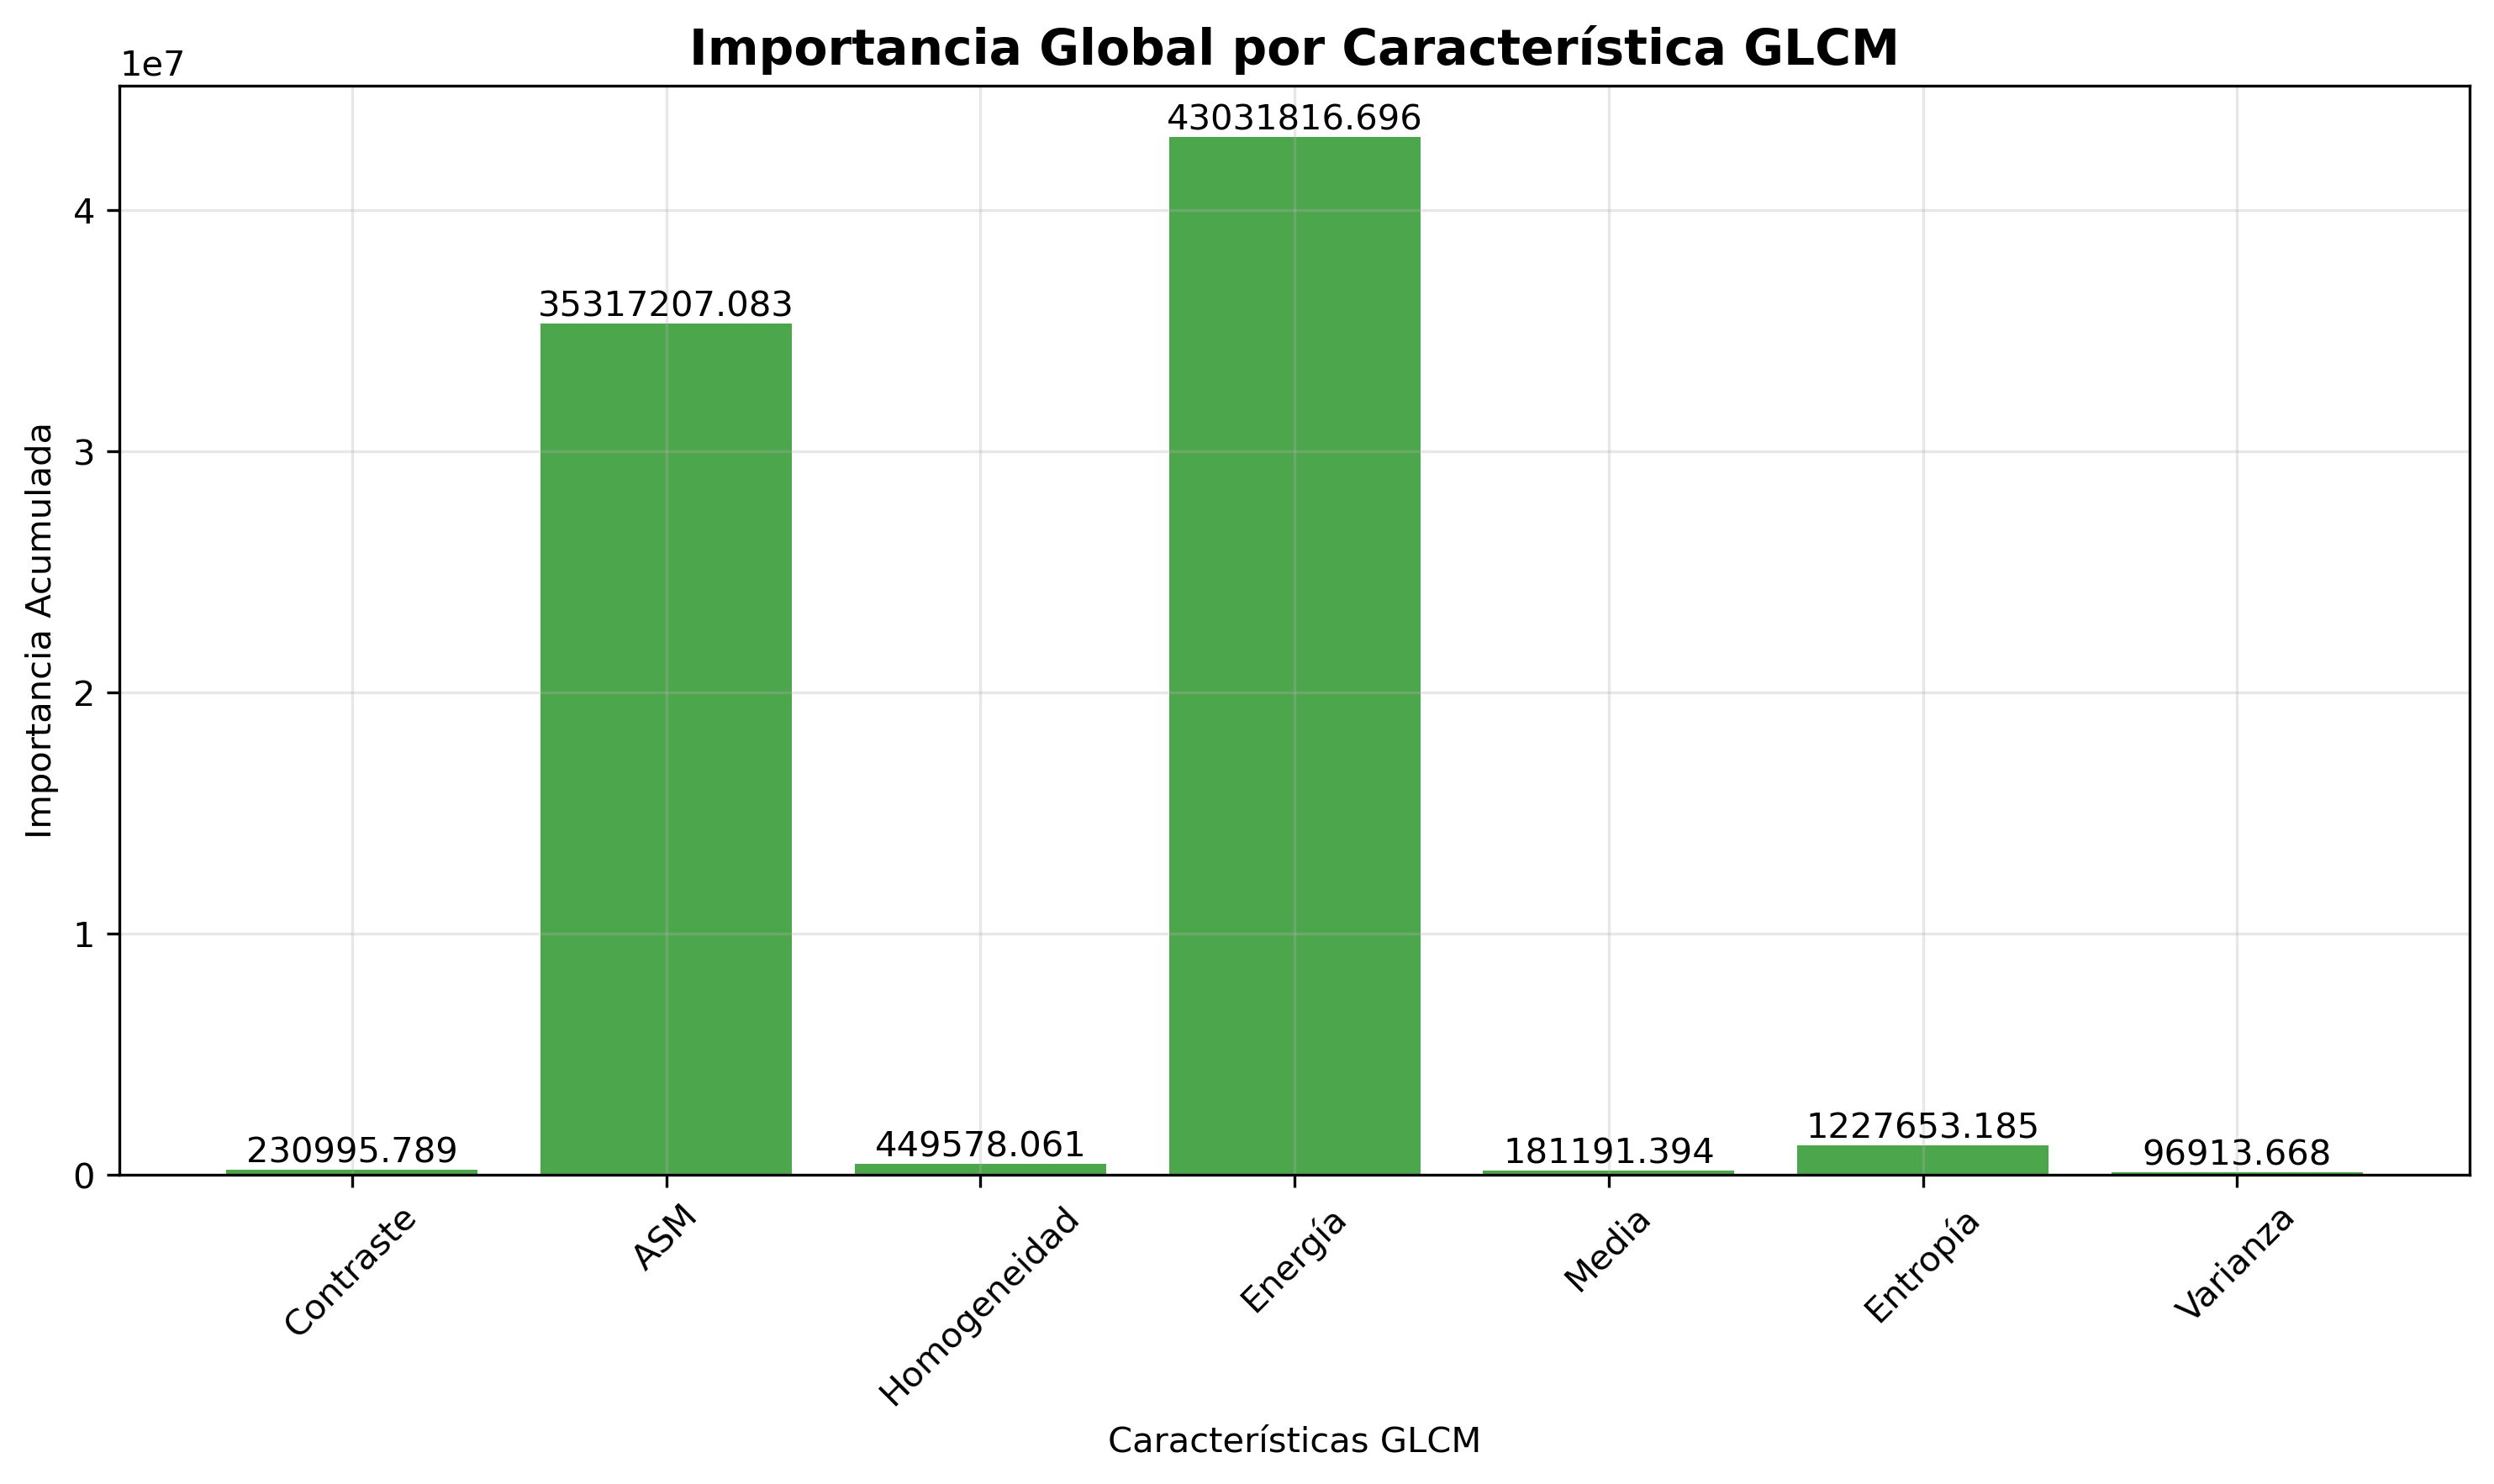 Importancia Global por Característica GLCM
1e7
43031816.696
4
35317207.083
3
Importancia Acumulada
2
1
1227653.185
449578.061
230995.789
181191.394
96913.668
0
Contraste
ASM
Homogeneidad
Energía
Media
Entropía
Varianza
Características GLCM